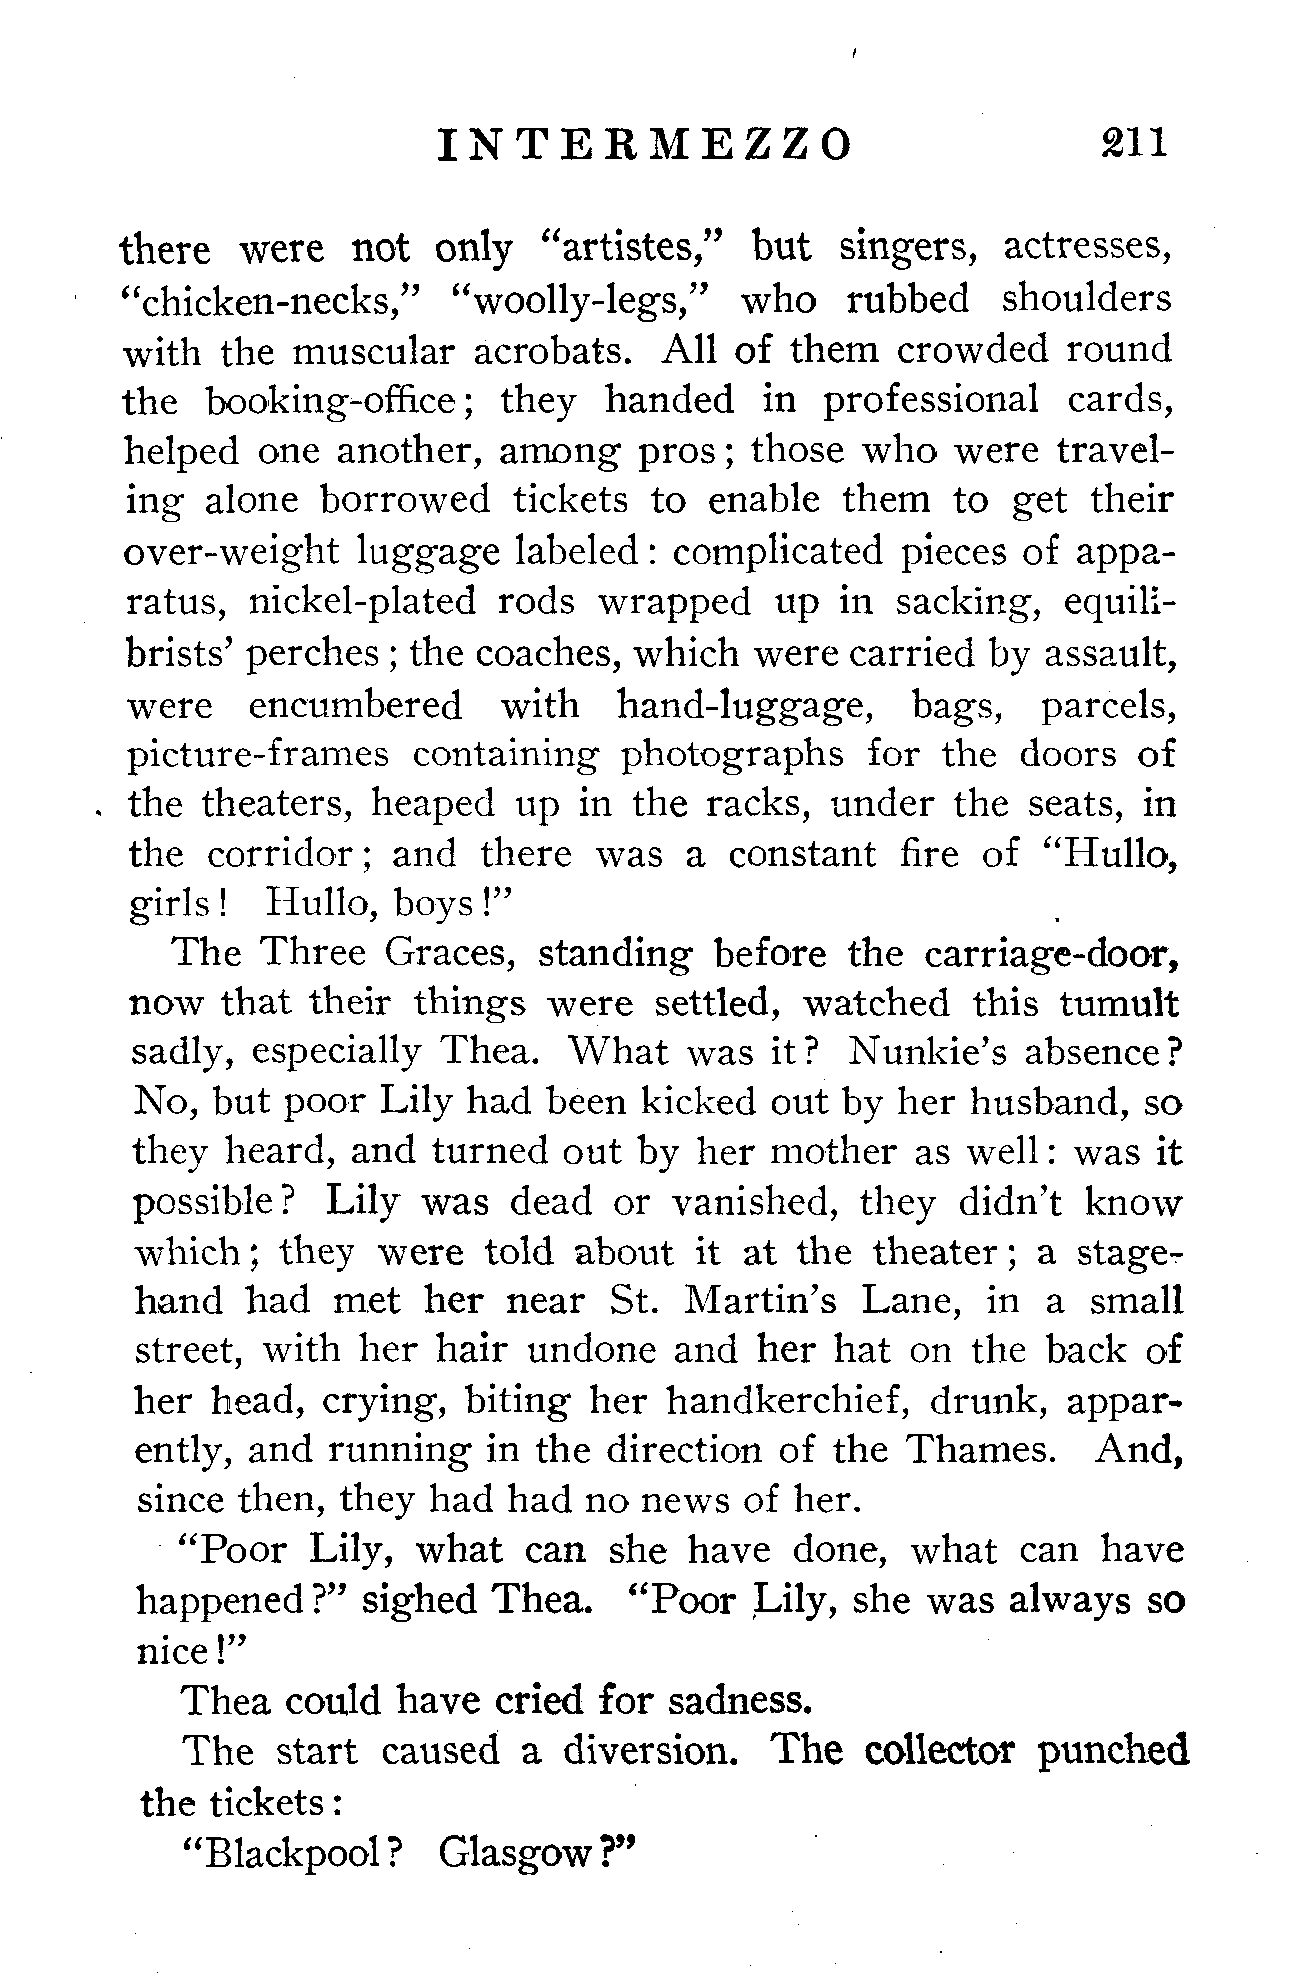 INTERMEZZO 211
there were not only “artistes,” but singers, actresses,
“chicken-necks,” “woolly-legs,” who rubbed shoulders
with the muscular acrobats. All of them crowded round
the booking-office; they handed in professional cards,
helped one another, among pros; those who were travel-
ing alone borrowed tickets to enable them to get their
over-weight luggage labeled: complicated pieces of appa-
ratus, nickel-plated rods wrapped up in sacking, equili-
brists’ perches; the coaches, which were carried by assault,
were encumbered with hand-luggage, bags, parcels,
picture-frames containing photographs for the doors of
the theaters, heaped up in the racks, under the seats, in
the corridor; and there was a constant fire of “Hullo,
girls! Hullo, boys!”
The Three Graces, standing before the carriage-door,
now that their things were settled, watched this tumult
sadly, especially Thea. What was it? Nunkie’s absence?
No, but poor Lily had been kicked out by her husband, so
they heard, and turned out by her mother as well: was it
possible? Lily was dead or vanished, they didn’t know
which; they were told about it at the theater; a stage-
hand had met her near St. Martin’s Lane, in a small
street, with her hair undone and her hat on the back of
her head, crying, biting her handkerchief, drunk, appar-
ently, and running in the direction of the Thames. And,
since then, they had had no news of her.
“Poor Lily, what can she have done, what can have
happened?” sighed Thea. “Poor Lily, she was always so
nice!”
Thea could have cried for sadness.
The start caused a diversion. The collector punched
the tickets:
“Blackpool? Glasgow?”